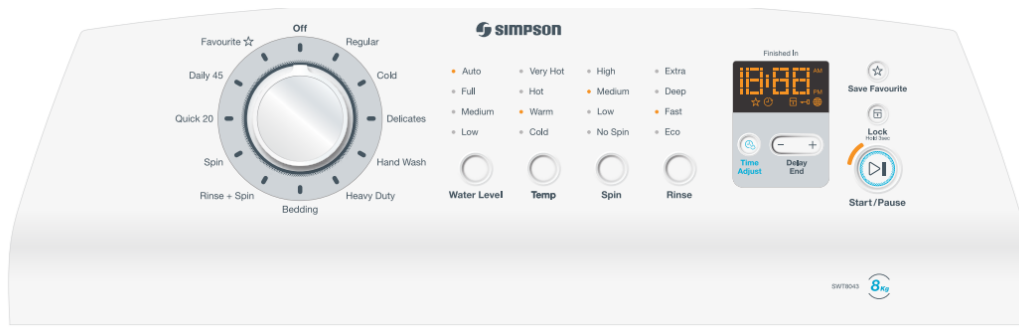 SIMPSON
Off
Favourite ☆
Regular
Daily 45
Cold
Quick 20
Delicates
Spin
Hand Wash
Rinse + Spin
Heavy Duty
Bedding
Auto
Very Hot
High
Extra
Full
Hot
Medium
Deep
Medium
Warm
Low
Fast
Low
Cold
No Spin
Eco
Water Level
Temp
Spin
Rinse
Finished In
18:88
AM
PM
Time
Adjust
− +
Delay
End
Save Favourite
Lock
Hold 3sec
Start/Pause
SWT8043
8Kg